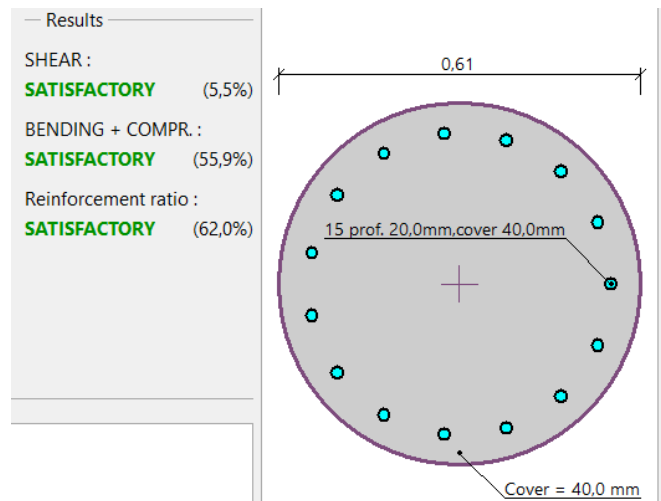 Results
SHEAR :
SATISFACTORY (5,5%)
BENDING + COMPR. :
SATISFACTORY (55,9%)
Reinforcement ratio :
SATISFACTORY (62,0%)
0,61
15 prof. 20,0mm,cover 40,0mm
Cover = 40,0 mm